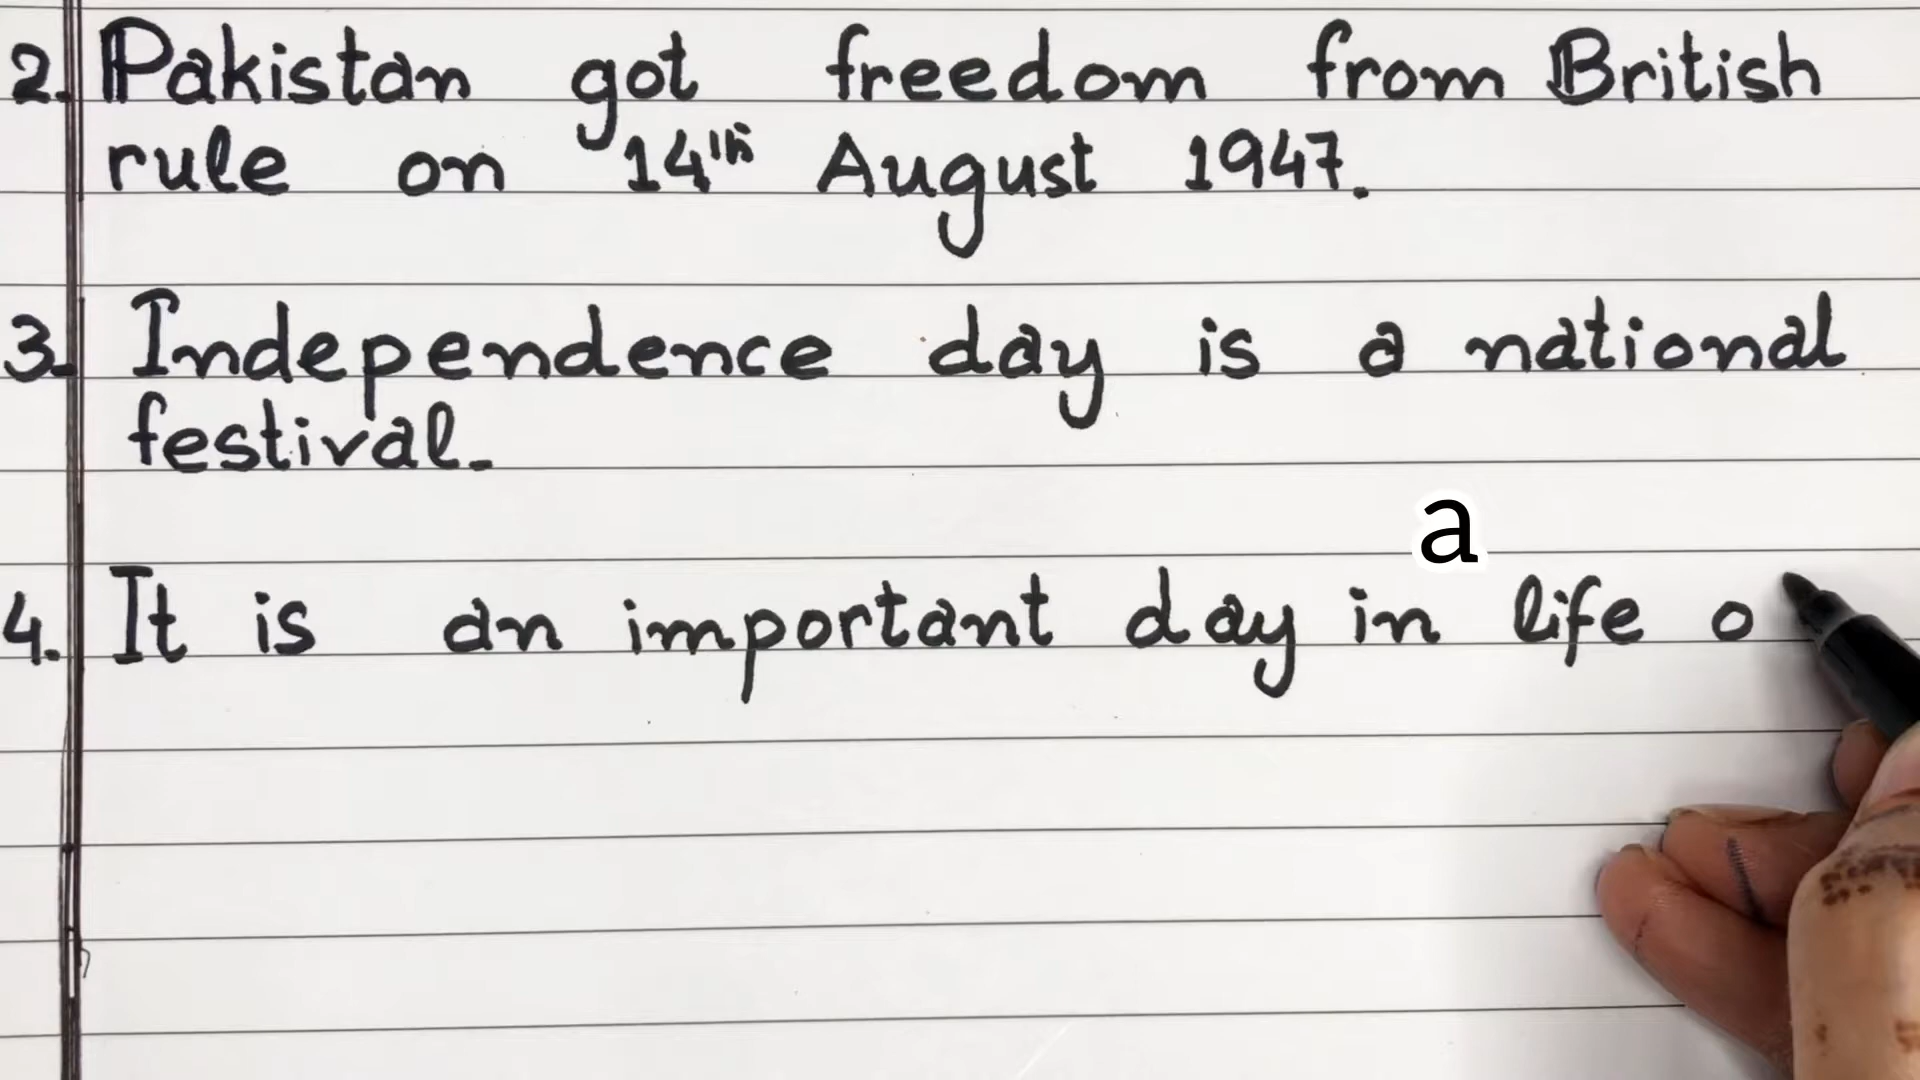 2. Pakistan got freedom from British
rule on 14th August 1947.
3. Independence day is a national
festival.
a
4. It is an important day in life o